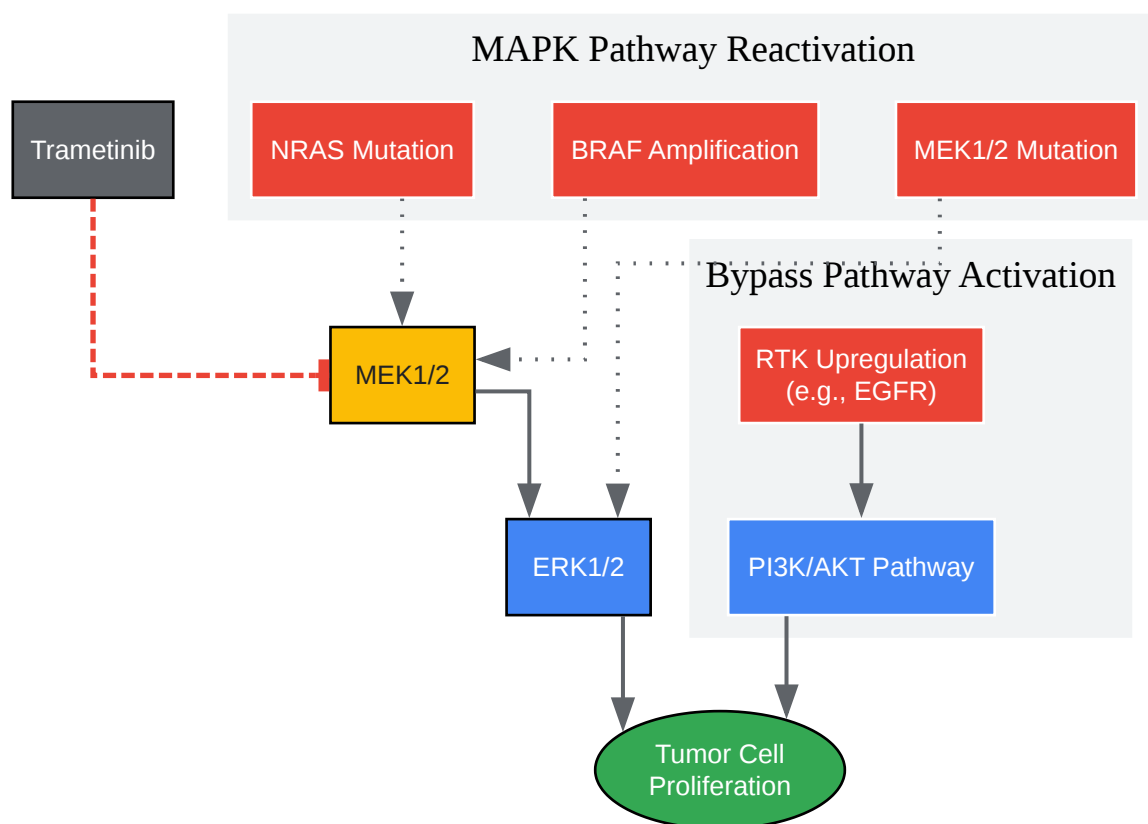 MAPK Pathway Reactivation
Trametinib
NRAS Mutation
BRAF Amplification
MEK1/2 Mutation
Bypass Pathway Activation
MEK1/2
RTK Upregulation
(e.g., EGFR)
ERK1/2
PI3K/AKT Pathway
Tumor Cell
Proliferation